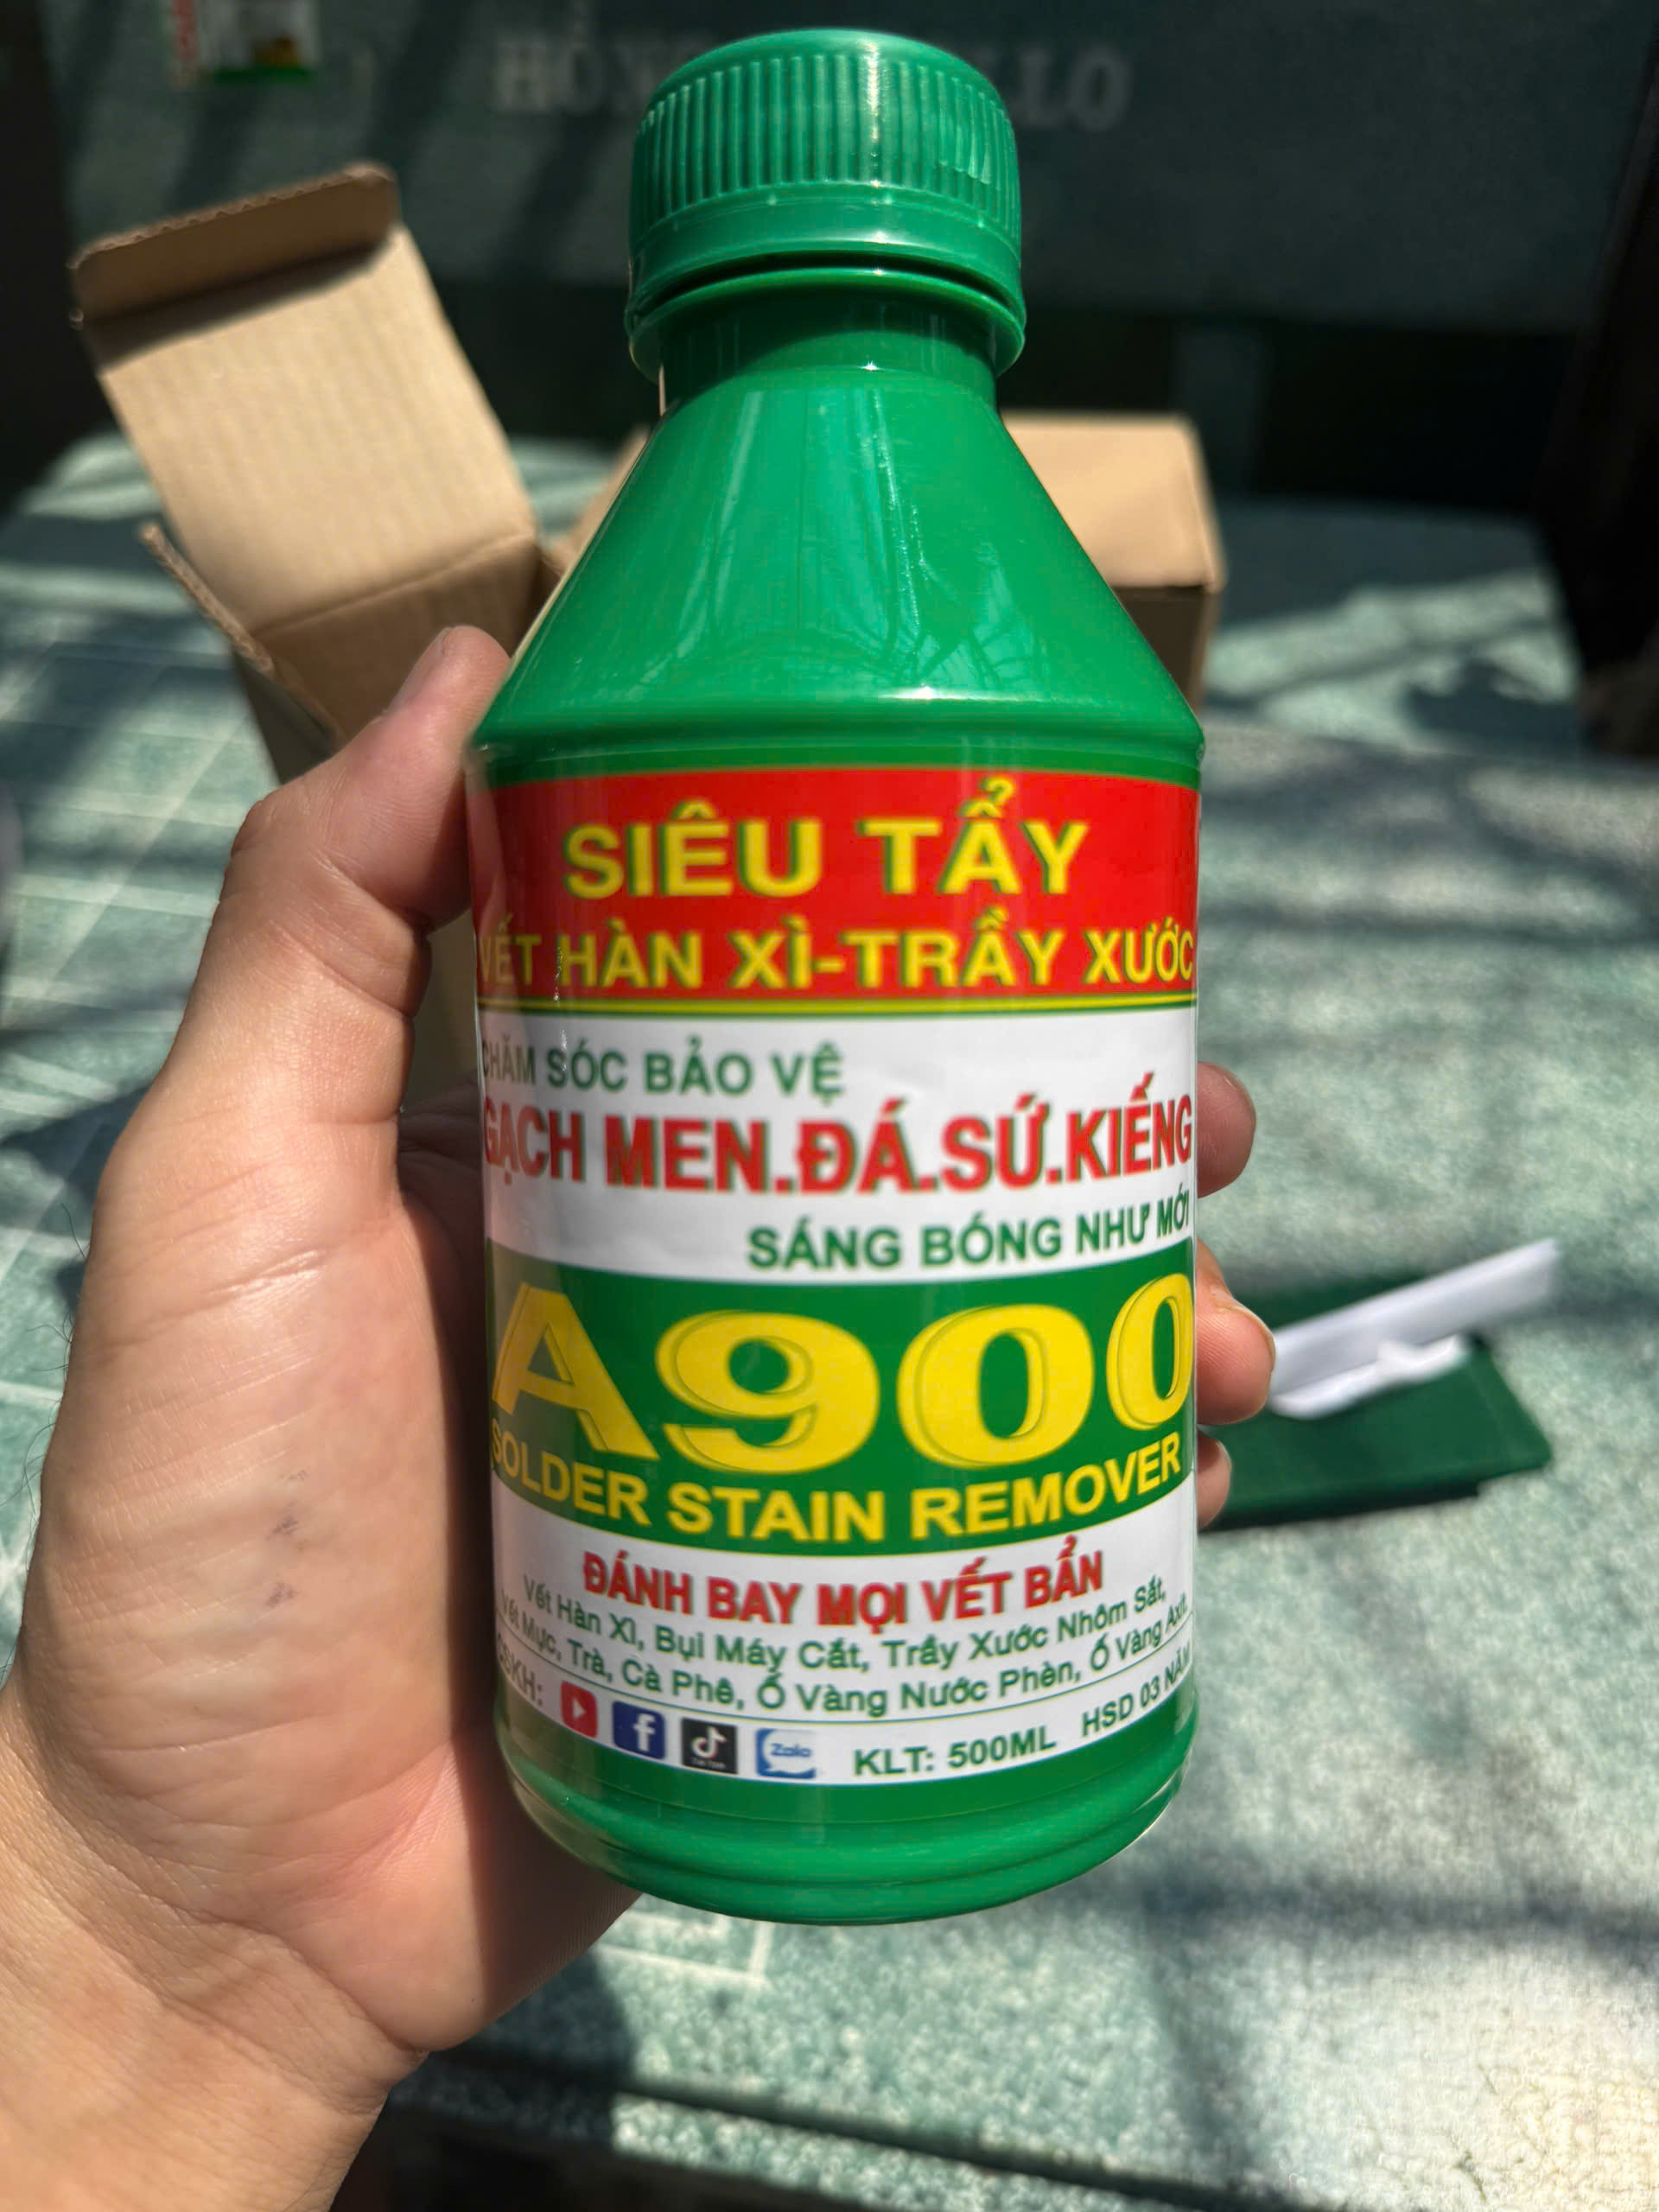 SIÊU TẨY
VẾT HÀN XÌ-TRẦY XƯỚC
CHĂM SÓC BẢO VỆ
GẠCH MEN.ĐÁ.SỨ.KIẾNG
SÁNG BÓNG NHƯ MỚI
A900
SOLDER STAIN REMOVER
ĐÁNH BAY MỌI VẾT BẨN
Vết Hàn Xì, Bụi Máy Cắt, Trầy Xước Nhôm Sắt,
Vết Mực, Trà, Cà Phê, Ố Vàng Nước Phèn, Ố Vàng Axit.
CSKH: f Zalo KLT: 500ML HSD 03 NĂM